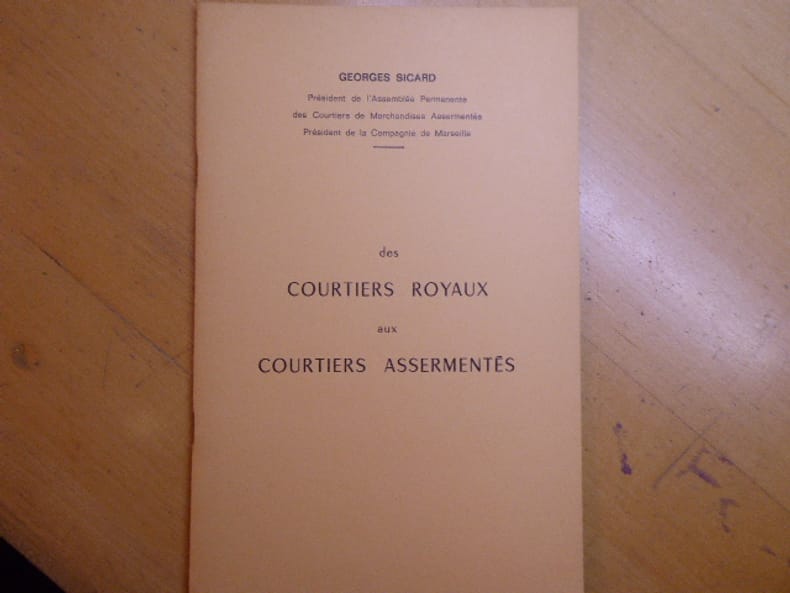 GEORGES SICARD
Président de l'Assemblée Permanente
des Courtiers de Marchandises Assermentés
Président de la Compagnie de Marseille
des
COURTIERS ROYAUX
aux
COURTIERS ASSERMENTÉS